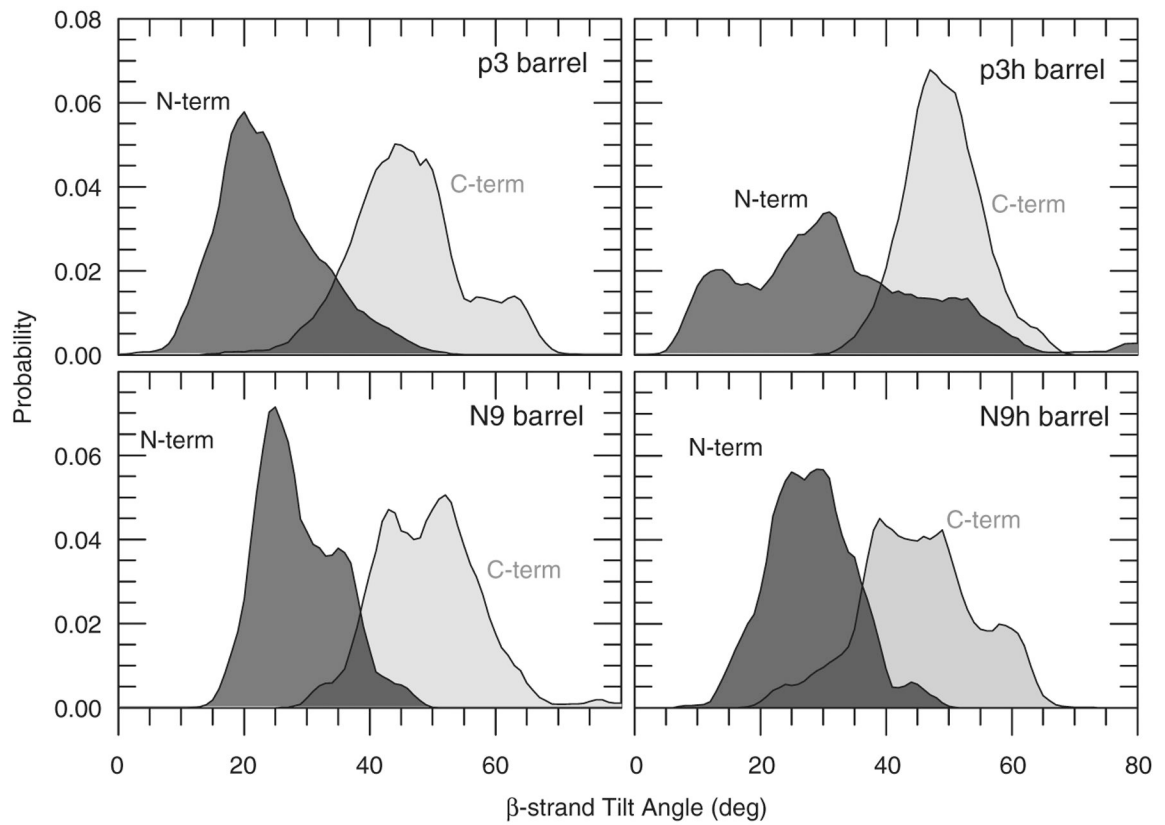 0.08
p3 barrel
p3h barrel
N-term
0.06
C-term
N-term
C-term
0.04
0.02
0.00
Probability
N9 barrel
N9h barrel
N-term
N-term
0.06
C-term
C-term
0.04
0.02
0.00
0 20 40 60 0 20 40 60 80
β-strand Tilt Angle (deg)